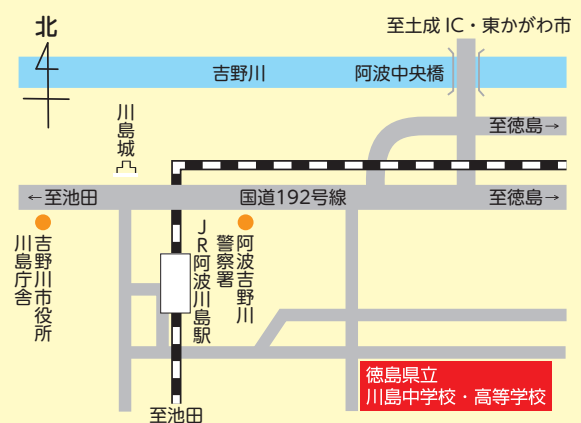 北
至土成IC・東かがわ市
吉野川
阿波中央橋
川島城
至徳島→
←至池田
国道192号線
至徳島→
吉野川市役所
川島庁舎
JR阿波川島駅
阿波吉野川
警察署
徳島県立
川島中学校・高等学校
至池田